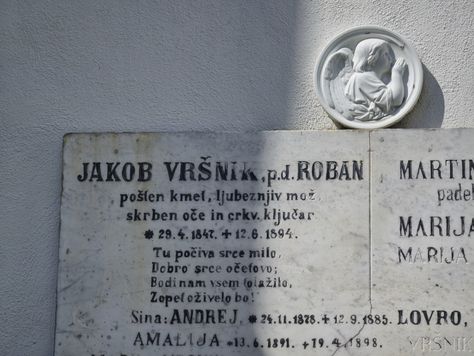 JAKOB VRŠNIK, p.d. ROBAN
pošten kmet, ljubeznjiv mož,
skrben oče in crkv. ključar
* 29.4.1847. + 12.6.1894.
Tu počiva srce milo,
Dobro srce očetovo;
Bodi nam vsem tolažilo,
Zopet oživelo bo!
Sina: ANDREJ, * 24.11.1878. + 12.9.1885. LOVRO,
AMALIJA * 13.6.1891. + 19.4.1898.
MARTIN
padel
MARIJA
MARIJA
VRŠNIK